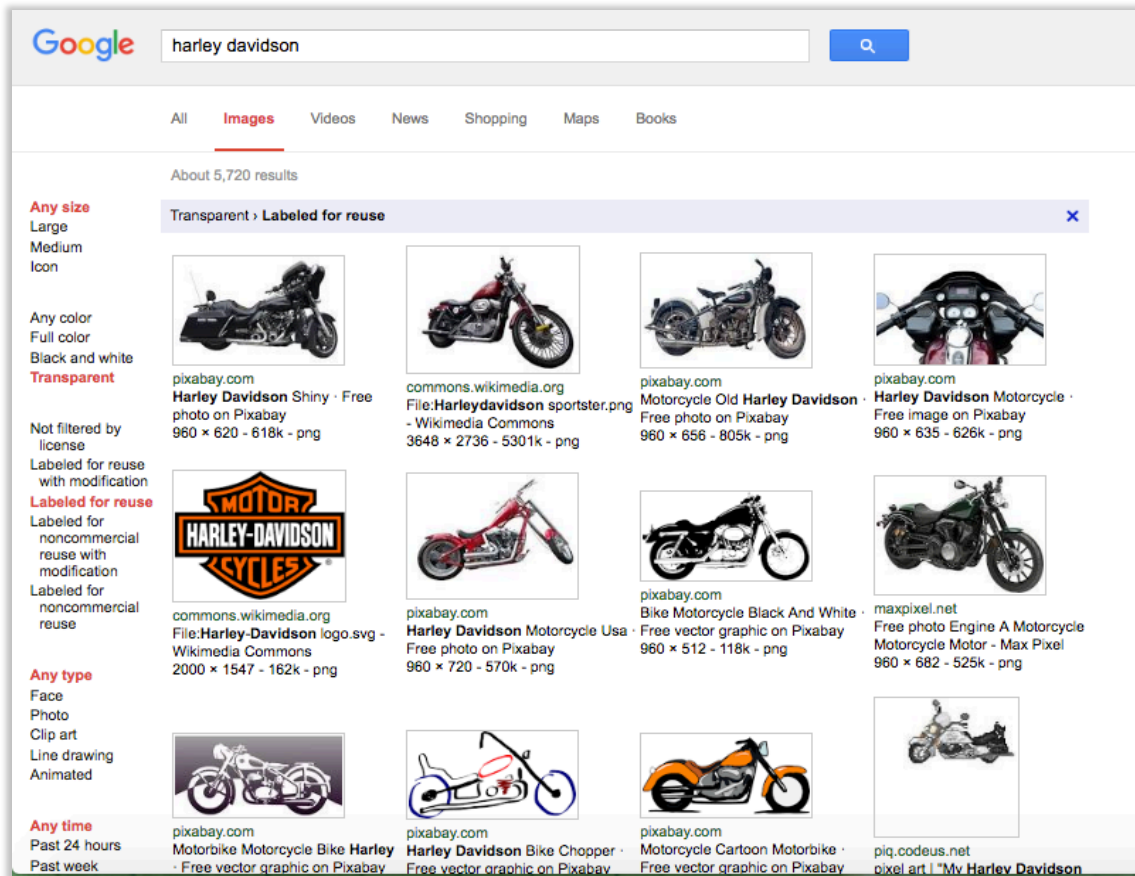 Google
harley davidson
All Images Videos News Shopping Maps Books
About 5,720 results
Any size
Large
Medium
Icon
Any color
Full color
Black and white
Transparent
Not filtered by
license
Labeled for reuse
with modification
Labeled for reuse
Labeled for
noncommercial
reuse with
modification
Labeled for
noncommercial
reuse
Any type
Face
Photo
Clip art
Line drawing
Animated
Any time
Past 24 hours
Past week
Transparent › Labeled for reuse
pixabay.com
Harley Davidson Shiny · Free
photo on Pixabay
960 × 620 - 618k - png
commons.wikimedia.org
File:Harleydavidson sportster.png
- Wikimedia Commons
3648 × 2736 - 5301k - png
pixabay.com
Motorcycle Old Harley Davidson ·
Free photo on Pixabay
960 × 656 - 805k - png
pixabay.com
Harley Davidson Motorcycle ·
Free image on Pixabay
960 × 635 - 626k - png
MOTOR
HARLEY-DAVIDSON
CYCLES
®
commons.wikimedia.org
File:Harley-Davidson logo.svg -
Wikimedia Commons
2000 × 1547 - 162k - png
pixabay.com
Harley Davidson Motorcycle Usa ·
Free photo on Pixabay
960 × 720 - 570k - png
pixabay.com
Bike Motorcycle Black And White ·
Free vector graphic on Pixabay
960 × 512 - 118k - png
maxpixel.net
Free photo Engine A Motorcycle
Motorcycle Motor - Max Pixel
960 × 682 - 525k - png
pixabay.com
Motorbike Motorcycle Bike Harley
· Free vector graphic on Pixabay
pixabay.com
Harley Davidson Bike Chopper ·
Free vector graphic on Pixabay
pixabay.com
Motorcycle Cartoon Motorbike ·
Free vector graphic on Pixabay
piq.codeus.net
pixel art | "My Harley Davidson